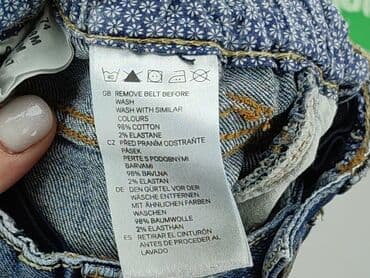 GB REMOVE BELT BEFORE
WASH
WASH WITH SIMILAR
COLOURS
98% COTTON
2% ELASTANE
CZ PŘED PRANÍM ODSTRAŇTE
PÁSEK
PERTE S PODOBNÝMI
BARVAMI
98% BAVLNA
2% ELASTAN
DE DEN GÜRTEL VOR DER
WÄSCHE ENTFERNEN
MIT ÄHNLICHEN FARBEN
WASCHEN
98% BAUMWOLLE
2% ELASTHAN
ES RETIRAR EL CINTURÓN
ANTES DE PROCEDER AL
LAVADO
74